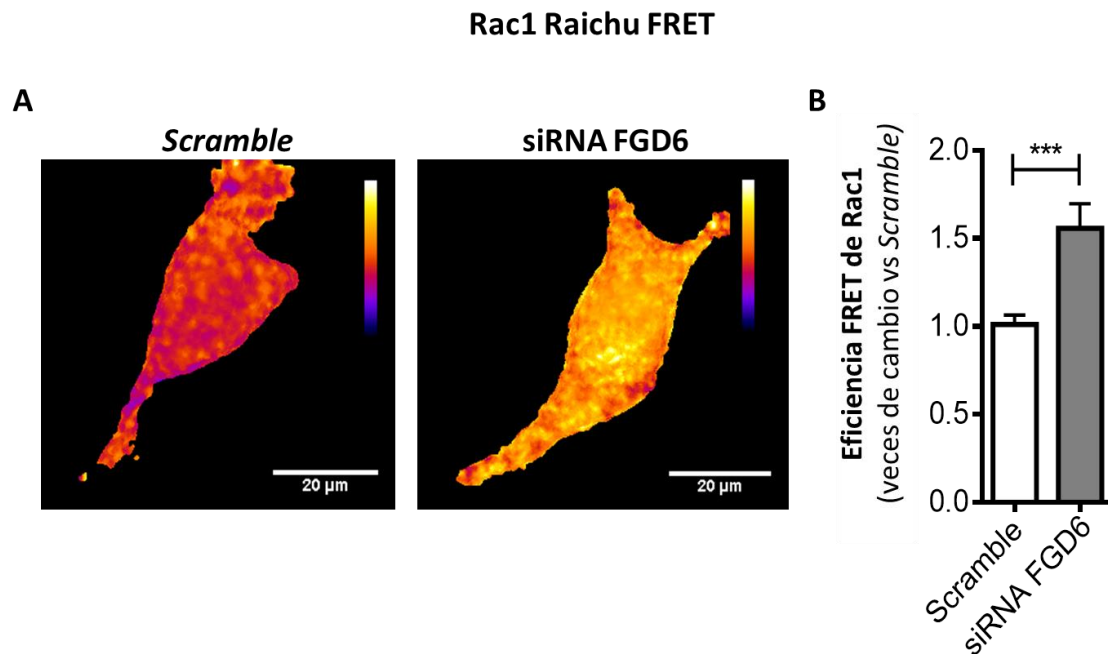 Rac1 Raichu FRET
A
Scramble
siRNA FGD6
20 µm
20 µm
B
Eficiencia FRET de Rac1
(veces de cambio vs Scramble)
2.0
1.5
1.0
0.5
0.0
***
Scramble
siRNA FGD6